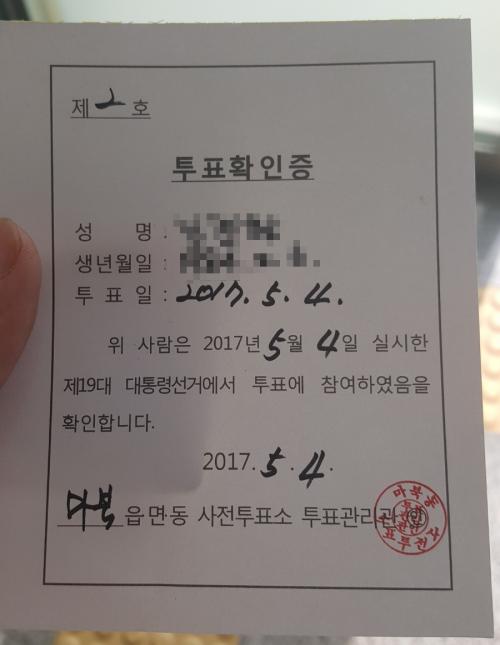 제 2 호
투표확인증
성 명 :
생년월일 :
투 표 일 : 2017. 5. 4.
위 사람은 2017년 5월 4일 실시한
제19대 대통령선거에서 투표에 참여하였음을
확인합니다.
2017. 5. 4.
마북 읍면동 사전투표소 투표관리관 ㊞
마북동